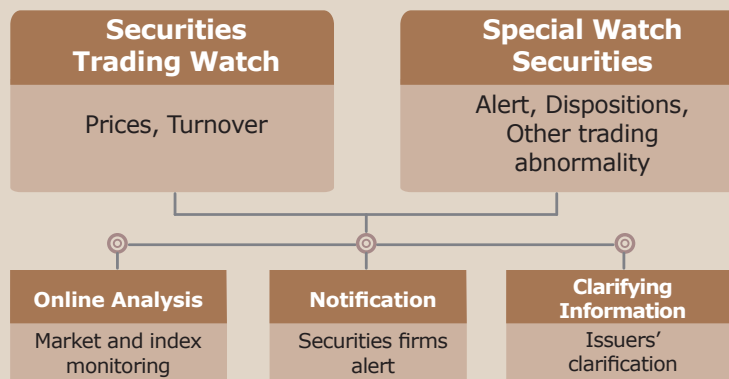 Securities
Trading Watch
Prices, Turnover
Special Watch
Securities
Alert, Dispositions,
Other trading
abnormality
Online Analysis
Market and index
monitoring
Notification
Securities firms
alert
Clarifying
Information
Issuers’
clarification